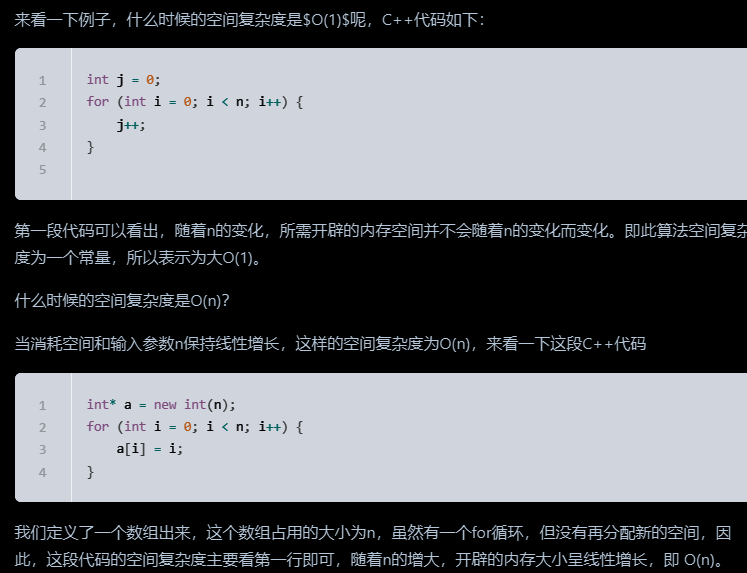 来看一下例子，什么时候的空间复杂度是$O(1)$呢，C++代码如下：
1 int j = 0;
2 for (int i = 0; i < n; i++) {
3     j++;
4 }
5
第一段代码可以看出，随着n的变化，所需开辟的内存空间并不会随着n的变化而变化。即此算法空间复杂
度为一个常量，所以表示为大O(1)。
什么时候的空间复杂度是O(n)？
当消耗空间和输入参数n保持线性增长，这样的空间复杂度为O(n)，来看一下这段C++代码
1 int* a = new int(n);
2 for (int i = 0; i < n; i++) {
3     a[i] = i;
4 }
我们定义了一个数组出来，这个数组占用的大小为n，虽然有一个for循环，但没有再分配新的空间，因
此，这段代码的空间复杂度主要看第一行即可，随着n的增大，开辟的内存大小呈线性增长，即 O(n)。